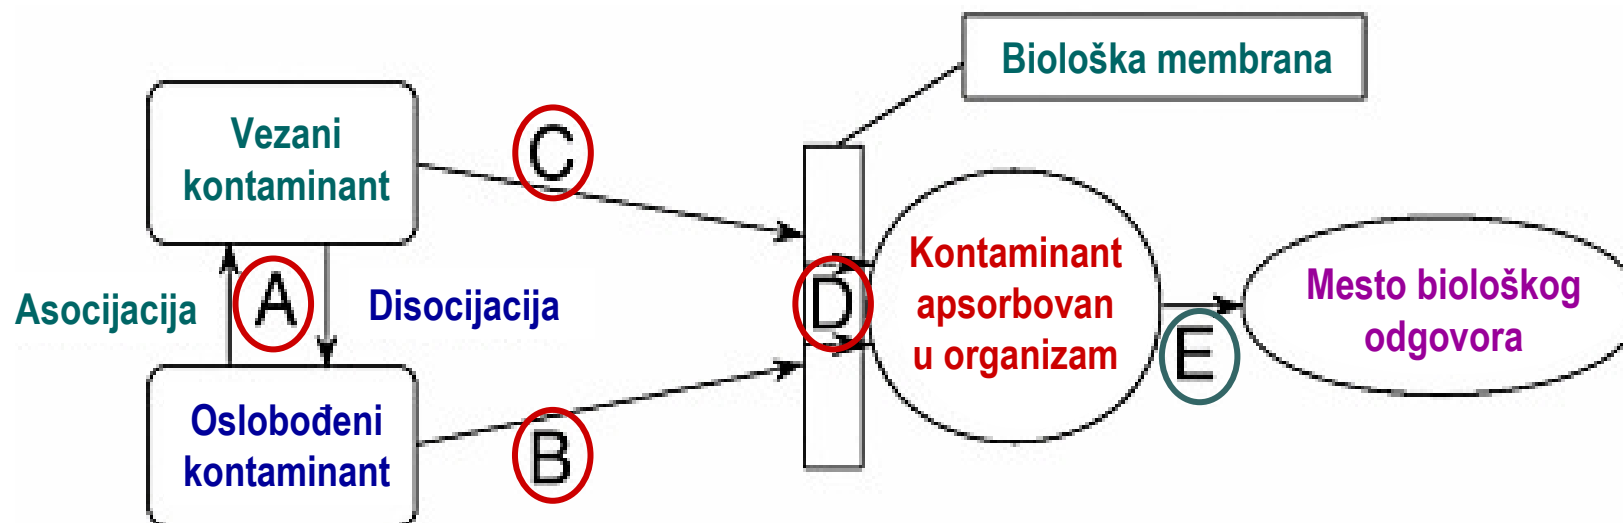 Biološka membrana
Vezani
kontaminant
C
Asocijacija
A
Disocijacija
D
Kontaminant
apsorbovan
u organizam
E
Mesto biološkog
odgovora
Oslobođeni
kontaminant
B